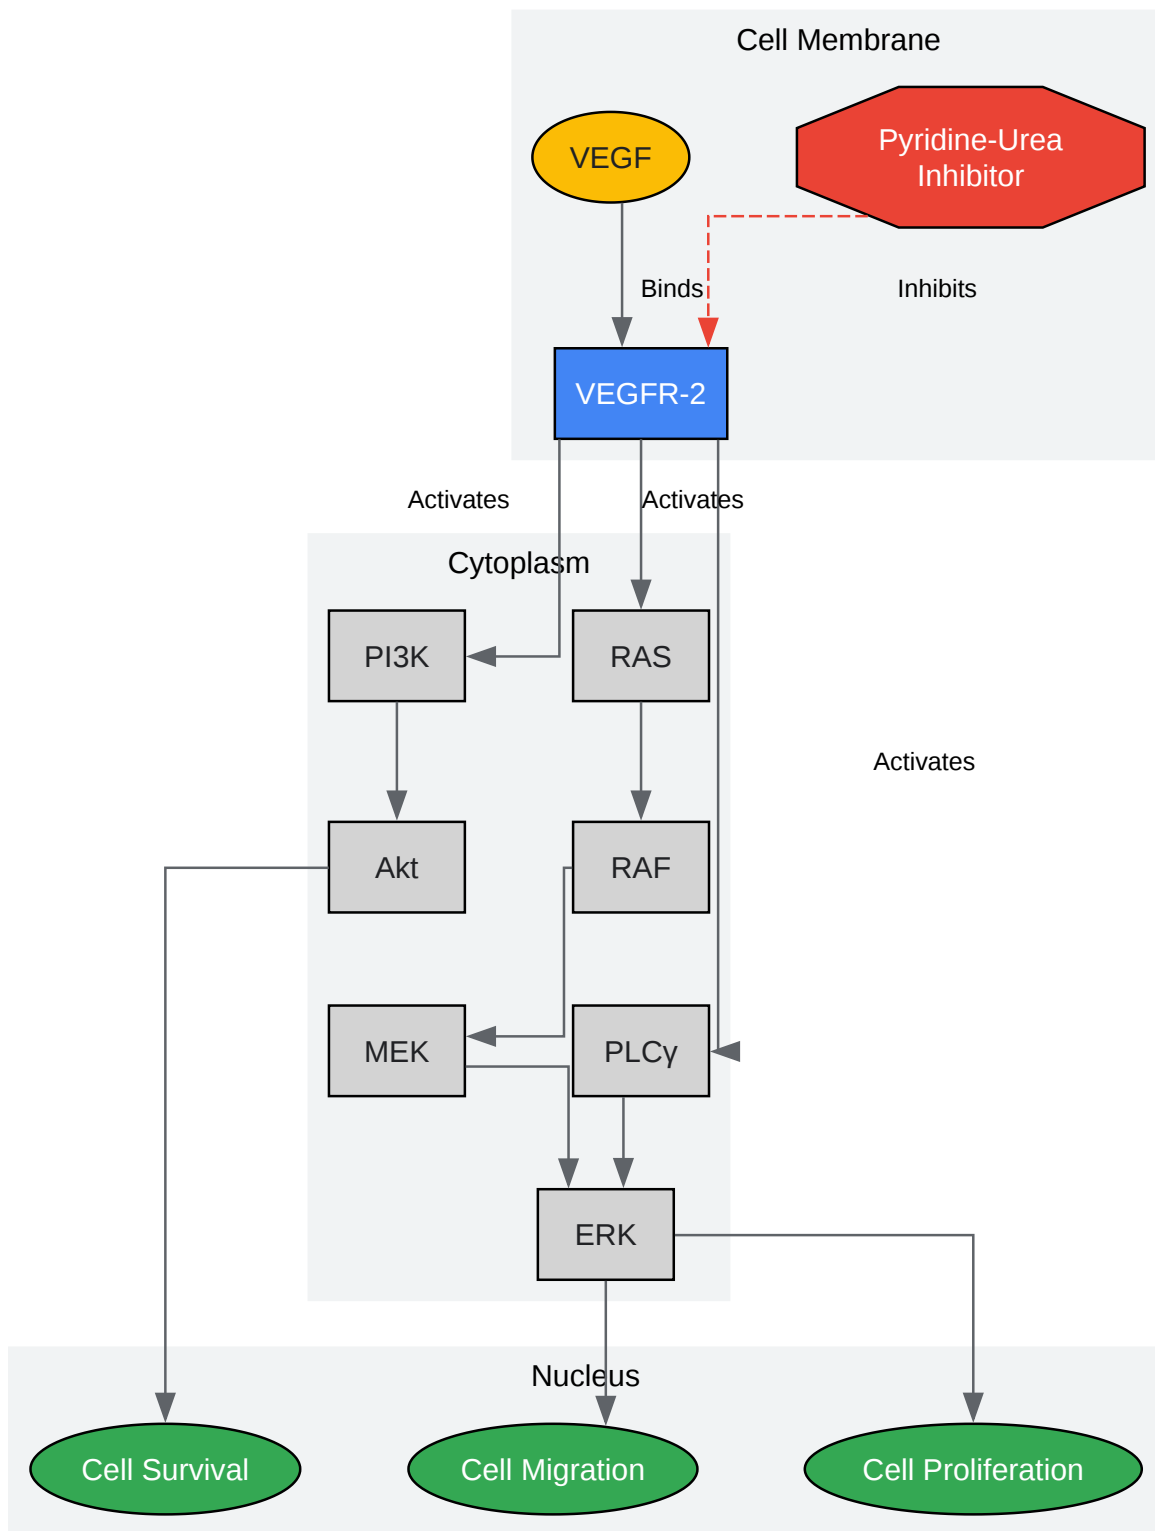 Cell Membrane
VEGF
Pyridine-Urea
Inhibitor
Binds
Inhibits
VEGFR-2
Activates
Activates
Cytoplasm
PI3K
RAS
Activates
Akt
RAF
MEK
PLCγ
ERK
Nucleus
Cell Survival
Cell Migration
Cell Proliferation